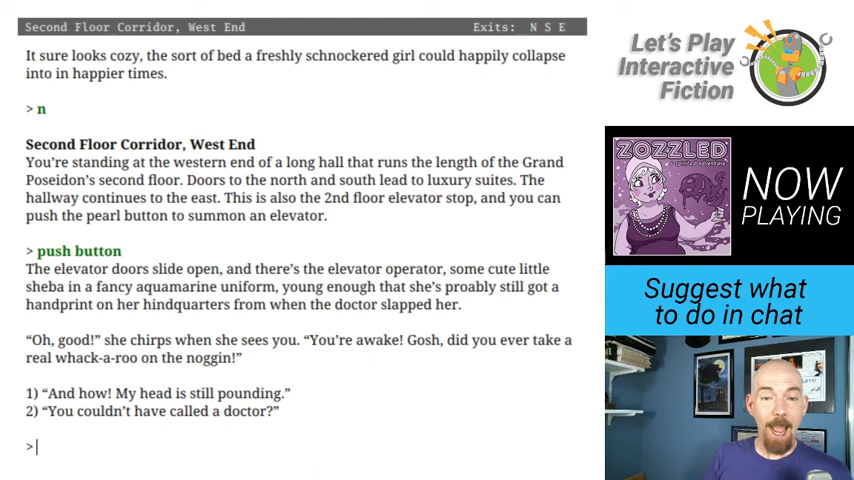 Second Floor Corridor, West End Exits: N S E
It sure looks cozy, the sort of bed a freshly schnockered girl could happily collapse
into in happier times.
> n
Second Floor Corridor, West End
You're standing at the western end of a long hall that runs the length of the Grand
Poseidon's second floor. Doors to the north and south lead to luxury suites. The
hallway continues to the east. This is also the 2nd floor elevator stop, and you can
push the pearl button to summon an elevator.
> push button
The elevator doors slide open, and there's the elevator operator, some cute little
sheba in a fancy aquamarine uniform, young enough that she's proably still got a
handprint on her hindquarters from when the doctor slapped her.
“Oh, good!” she chirps when she sees you. “You're awake! Gosh, did you ever take a
real whack-a-roo on the noggin!”
1) “And how! My head is still pounding.”
2) “You couldn't have called a doctor?”
>
Let's Play
Interactive
Fiction
ZOZZLED
a spirited adventure
NOW
PLAYING
Suggest what
to do in chat